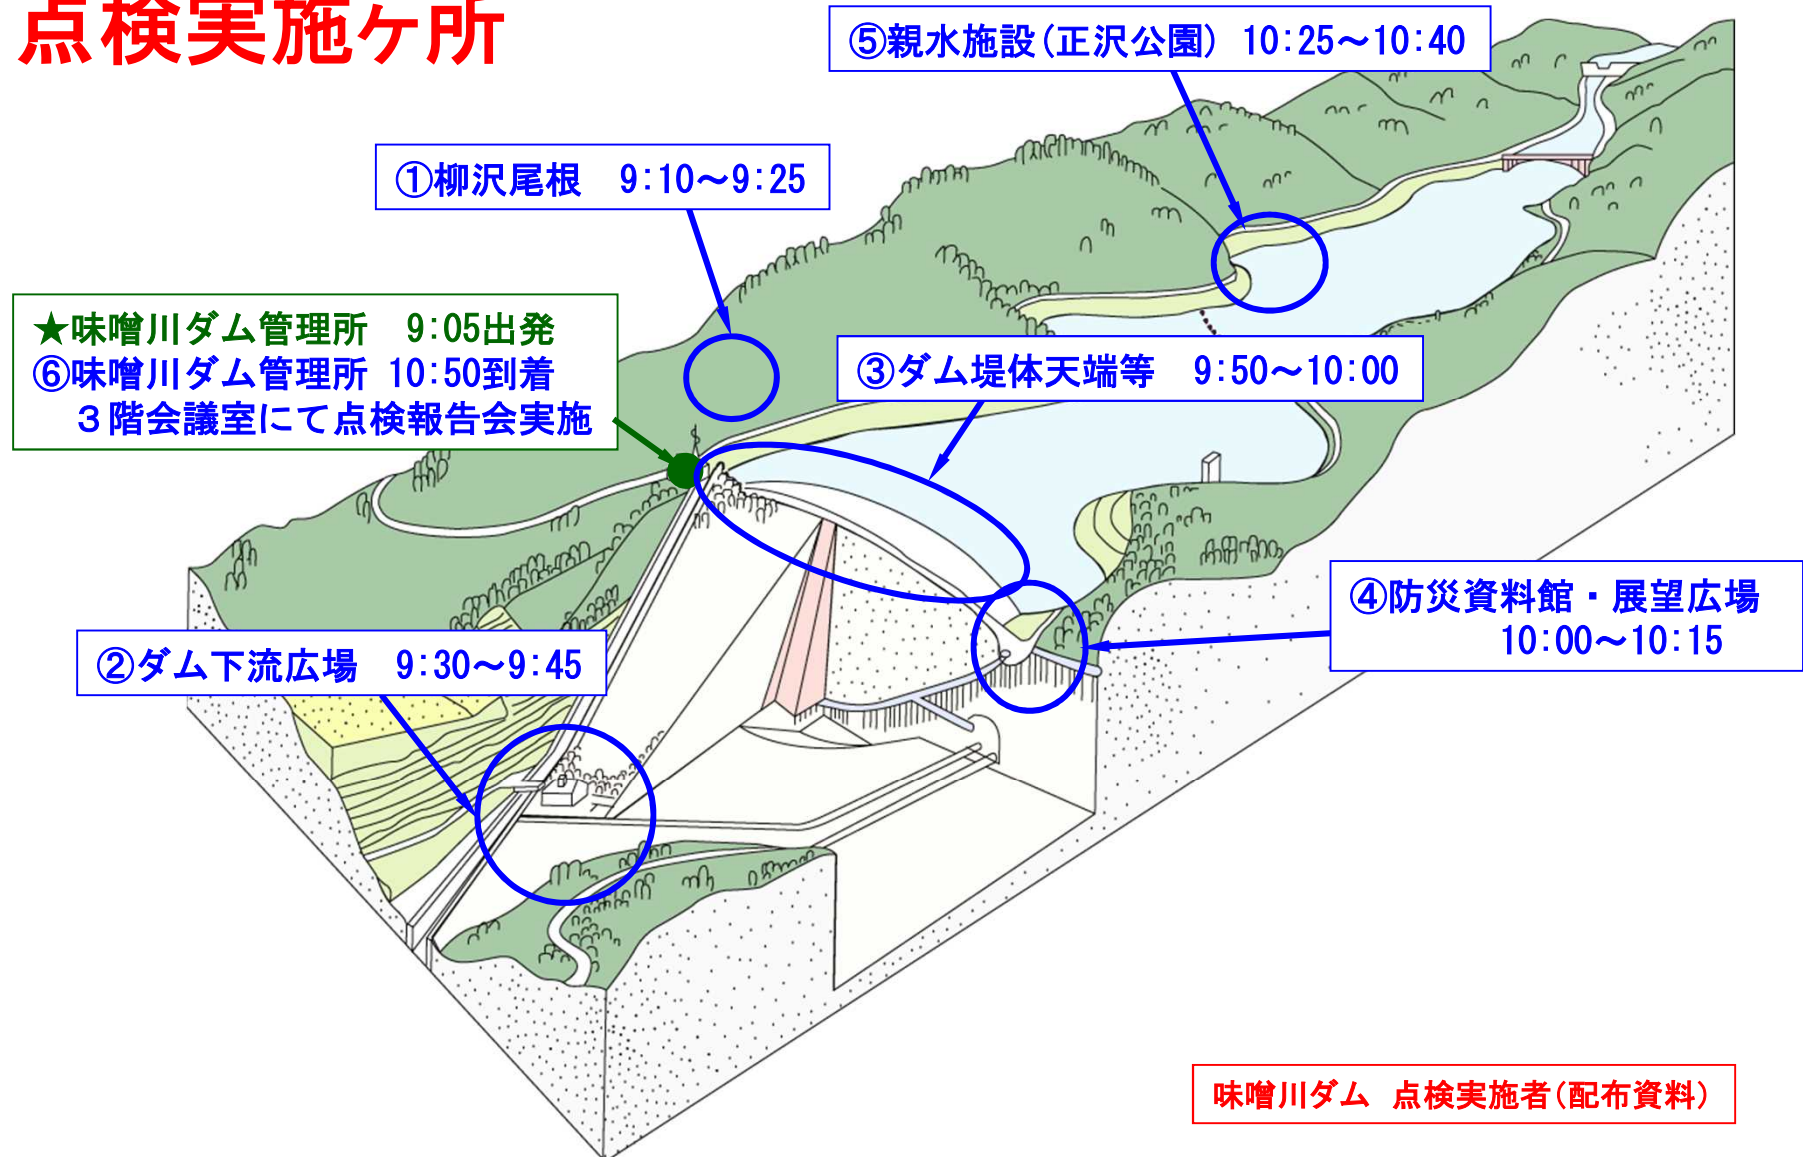 点検実施ヶ所
⑤親水施設(正沢公園) 10:25～10:40
①柳沢尾根　9:10～9:25
★味噌川ダム管理所　9:05出発
⑥味噌川ダム管理所 10:50到着
３階会議室にて点検報告会実施
③ダム堤体天端等　9:50～10:00
④防災資料館・展望広場
10:00～10:15
②ダム下流広場　9:30～9:45
味噌川ダム 点検実施者(配布資料)